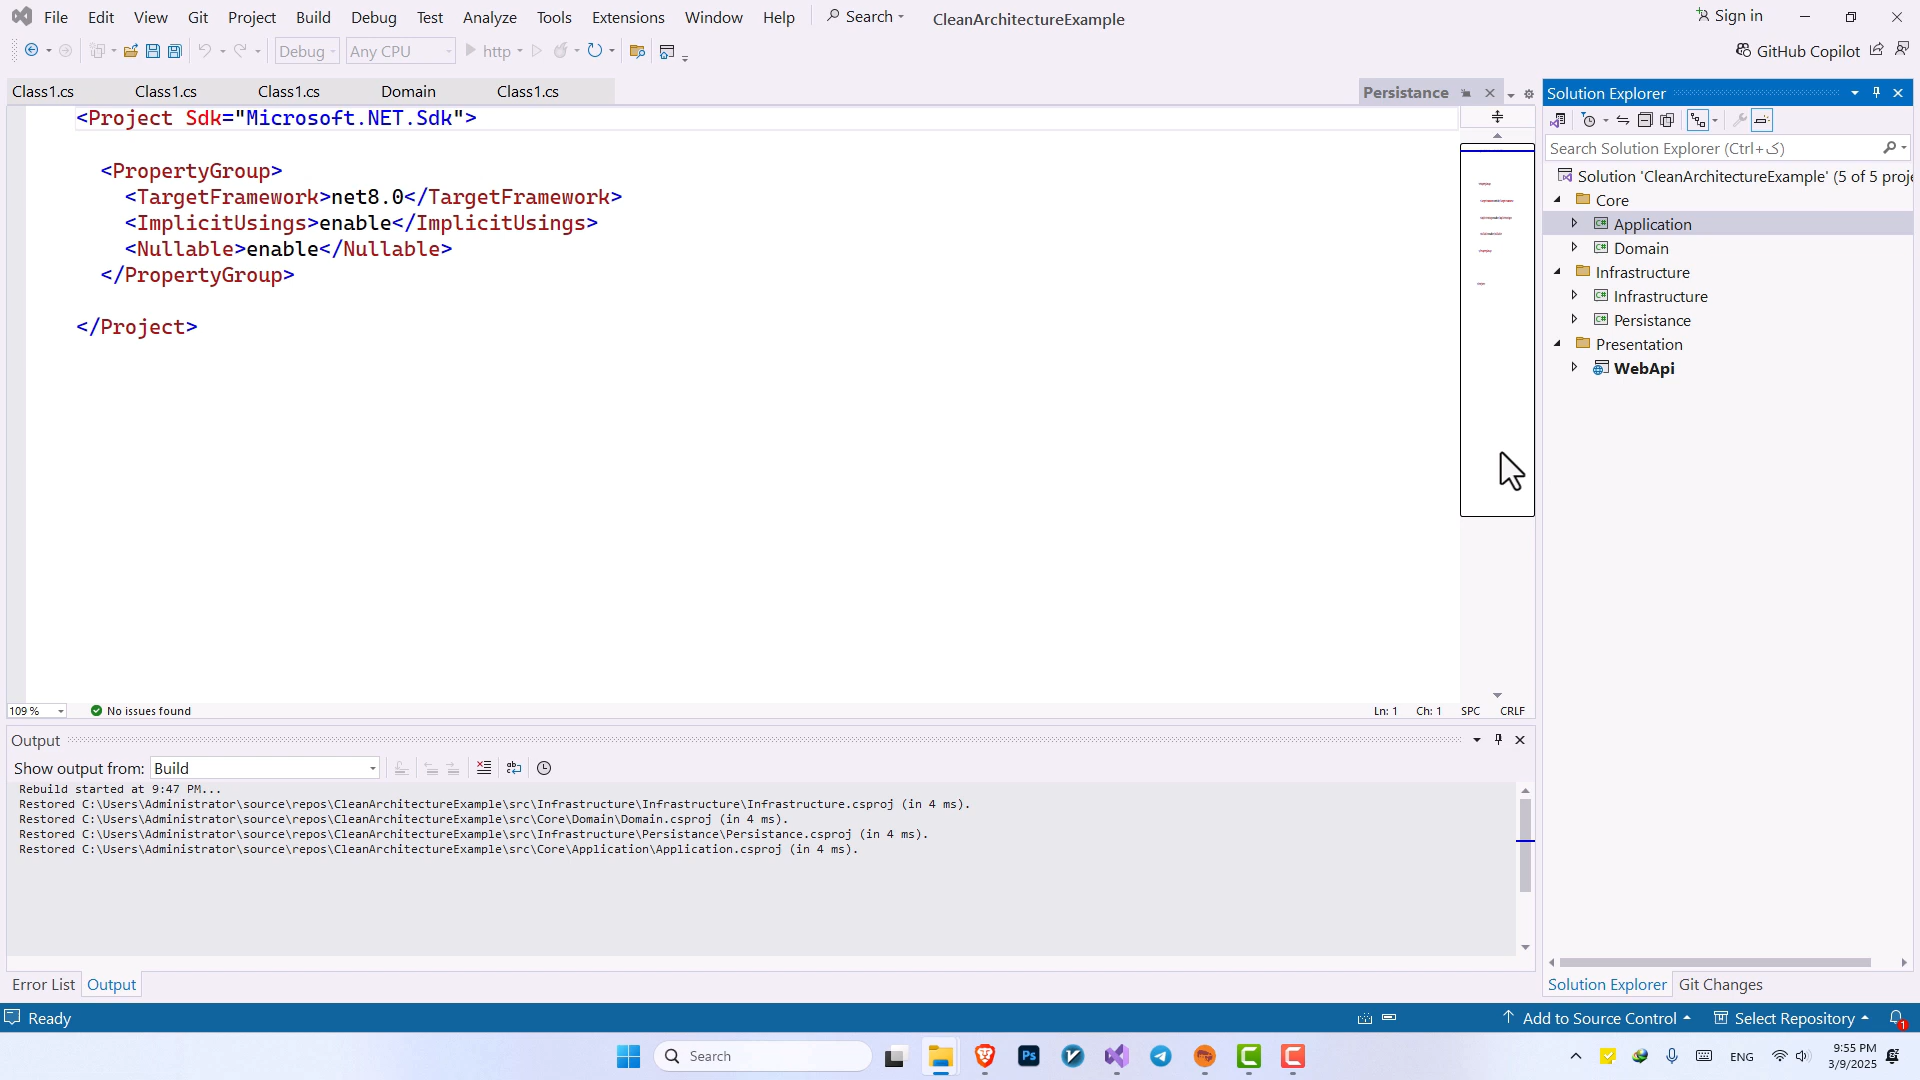 File Edit View Git Project Build Debug Test Analyze Tools Extensions Window Help Search CleanArchitectureExample Sign in
Debug Any CPU http GitHub Copilot
Class1.cs Class1.cs Class1.cs Domain Class1.cs Persistance
<Project Sdk="Microsoft.NET.Sdk">
<PropertyGroup>
<TargetFramework>net8.0</TargetFramework>
<ImplicitUsings>enable</ImplicitUsings>
<Nullable>enable</Nullable>
</PropertyGroup>
</Project>
109 % No issues found Ln: 1 Ch: 1 SPC CRLF
Solution Explorer
Search Solution Explorer (Ctrl+ک)
Solution 'CleanArchitectureExample' (5 of 5 proje
Core
Application
Domain
Infrastructure
Infrastructure
Persistance
Presentation
WebApi
Output
Show output from: Build
Rebuild started at 9:47 PM...
Restored C:\Users\Administrator\source\repos\CleanArchitectureExample\src\Infrastructure\Infrastructure\Infrastructure.csproj (in 4 ms).
Restored C:\Users\Administrator\source\repos\CleanArchitectureExample\src\Core\Domain\Domain.csproj (in 4 ms).
Restored C:\Users\Administrator\source\repos\CleanArchitectureExample\src\Infrastructure\Persistance\Persistance.csproj (in 4 ms).
Restored C:\Users\Administrator\source\repos\CleanArchitectureExample\src\Core\Application\Application.csproj (in 4 ms).
Error List Output
Solution Explorer Git Changes
Ready Add to Source Control Select Repository 1
Search Ps ENG 9:55 PM
3/9/2025